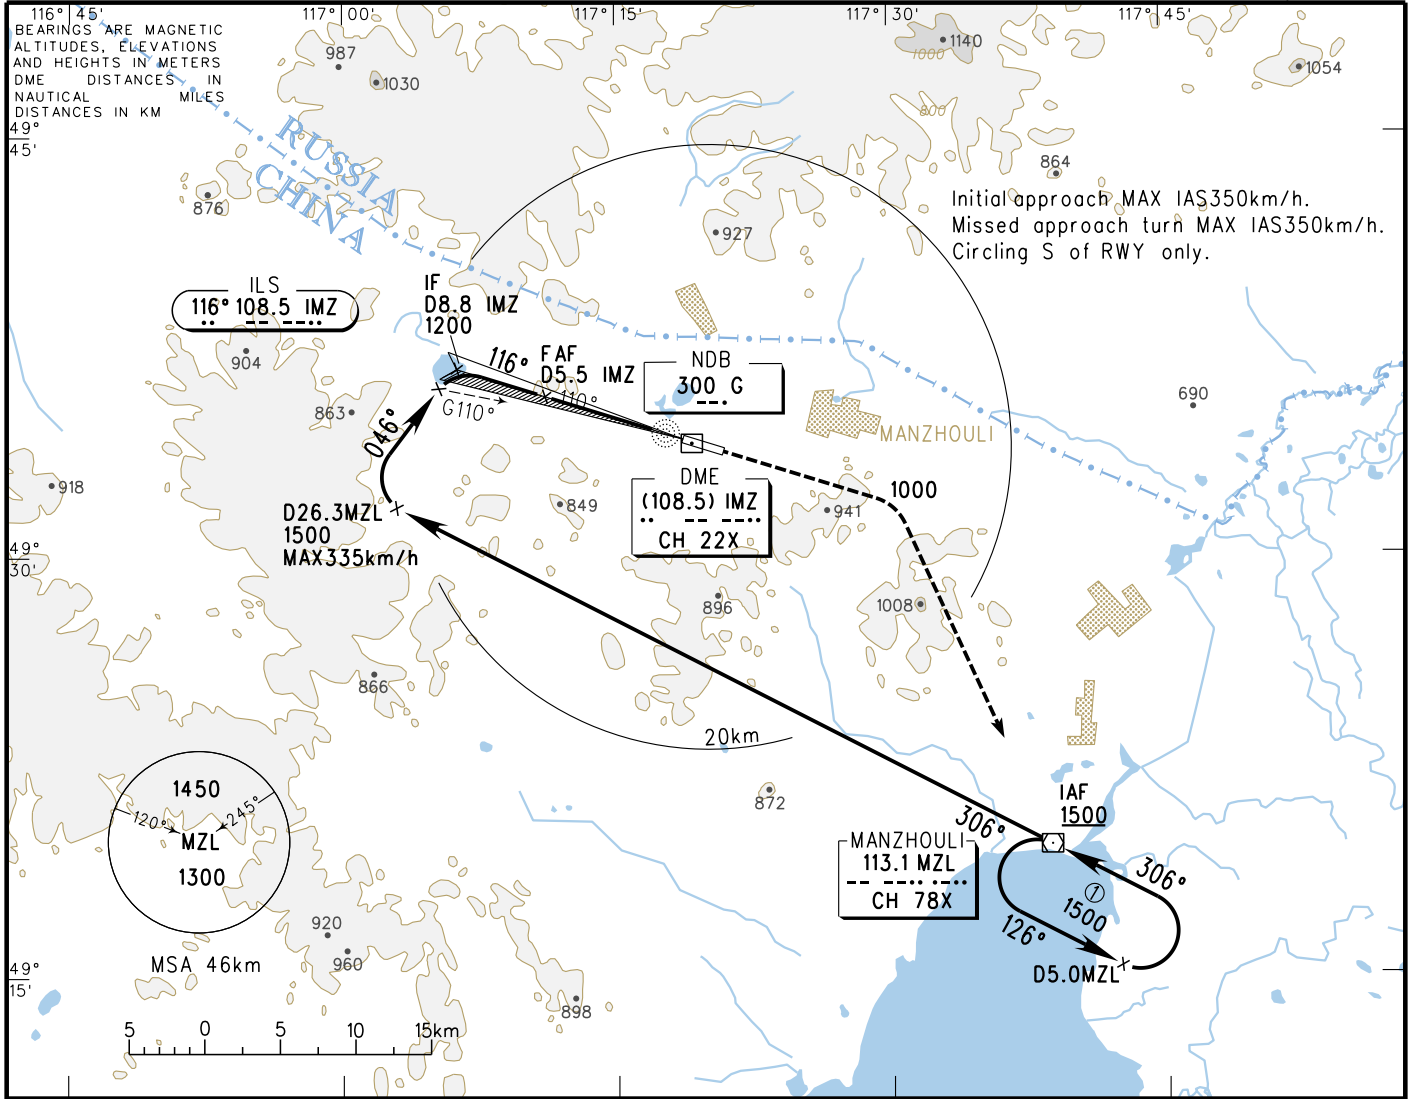 116° 45'
117° 00'
117° 15'
117° 30'
117° 45'
BEARINGS ARE MAGNETIC
ALTITUDES, ELEVATIONS
AND HEIGHTS IN METERS
DME DISTANCES IN
NAUTICAL MILES
DISTANCES IN KM
987
1030
1140
1000
800
1054
864
49°
45'
RUSSIA
CHINA
876
927
Initial approach MAX IAS350km/h.
Missed approach turn MAX IAS350km/h.
Circling S of RWY only.
ILS
116° 108.5 IMZ
IF
D8.8 IMZ
1200
904
116°
FAF
D5.5 IMZ
110°
G110°
NDB
300 G
690
863
046°
MANZHOULI
918
D26.3MZL
1500
MAX335km/h
849
DME
(108.5) IMZ
CH 22X
1000
941
49°
30'
896
1008
866
20km
872
1450
120°
245°
MZL
1300
MSA 46km
IAF
1500
306°
MANZHOULI
113.1 MZL
CH 78X
306°
①
1500
126°
D5.0MZL
920
960
898
49°
15'
5 0 5 10 15km